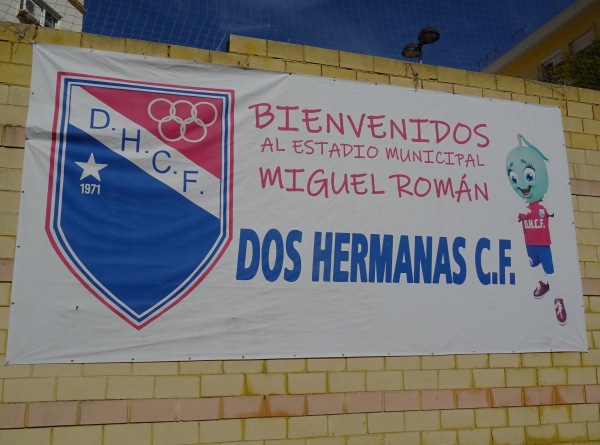 D.H.C.F.
1971
BIENVENIDOS
AL ESTADIO MUNICIPAL
MIGUEL ROMÁN
DOS HERMANAS C.F.
D.H.C.F.